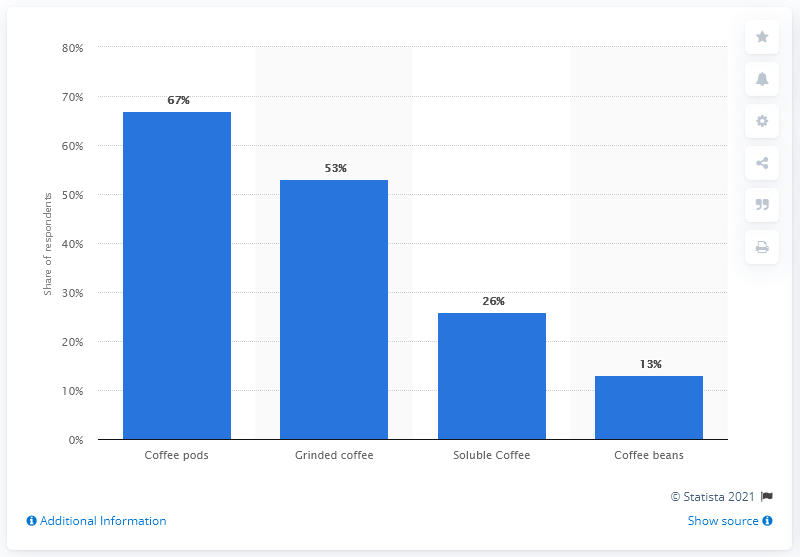 80%
70%
60%
50%
40%
30%
20%
10%
0%
Share of respondents
67%
53%
26%
13%
Coffee pods
Grinded coffee
Soluble Coffee
Coffee beans
© Statista 2021
Additional Information
Show source